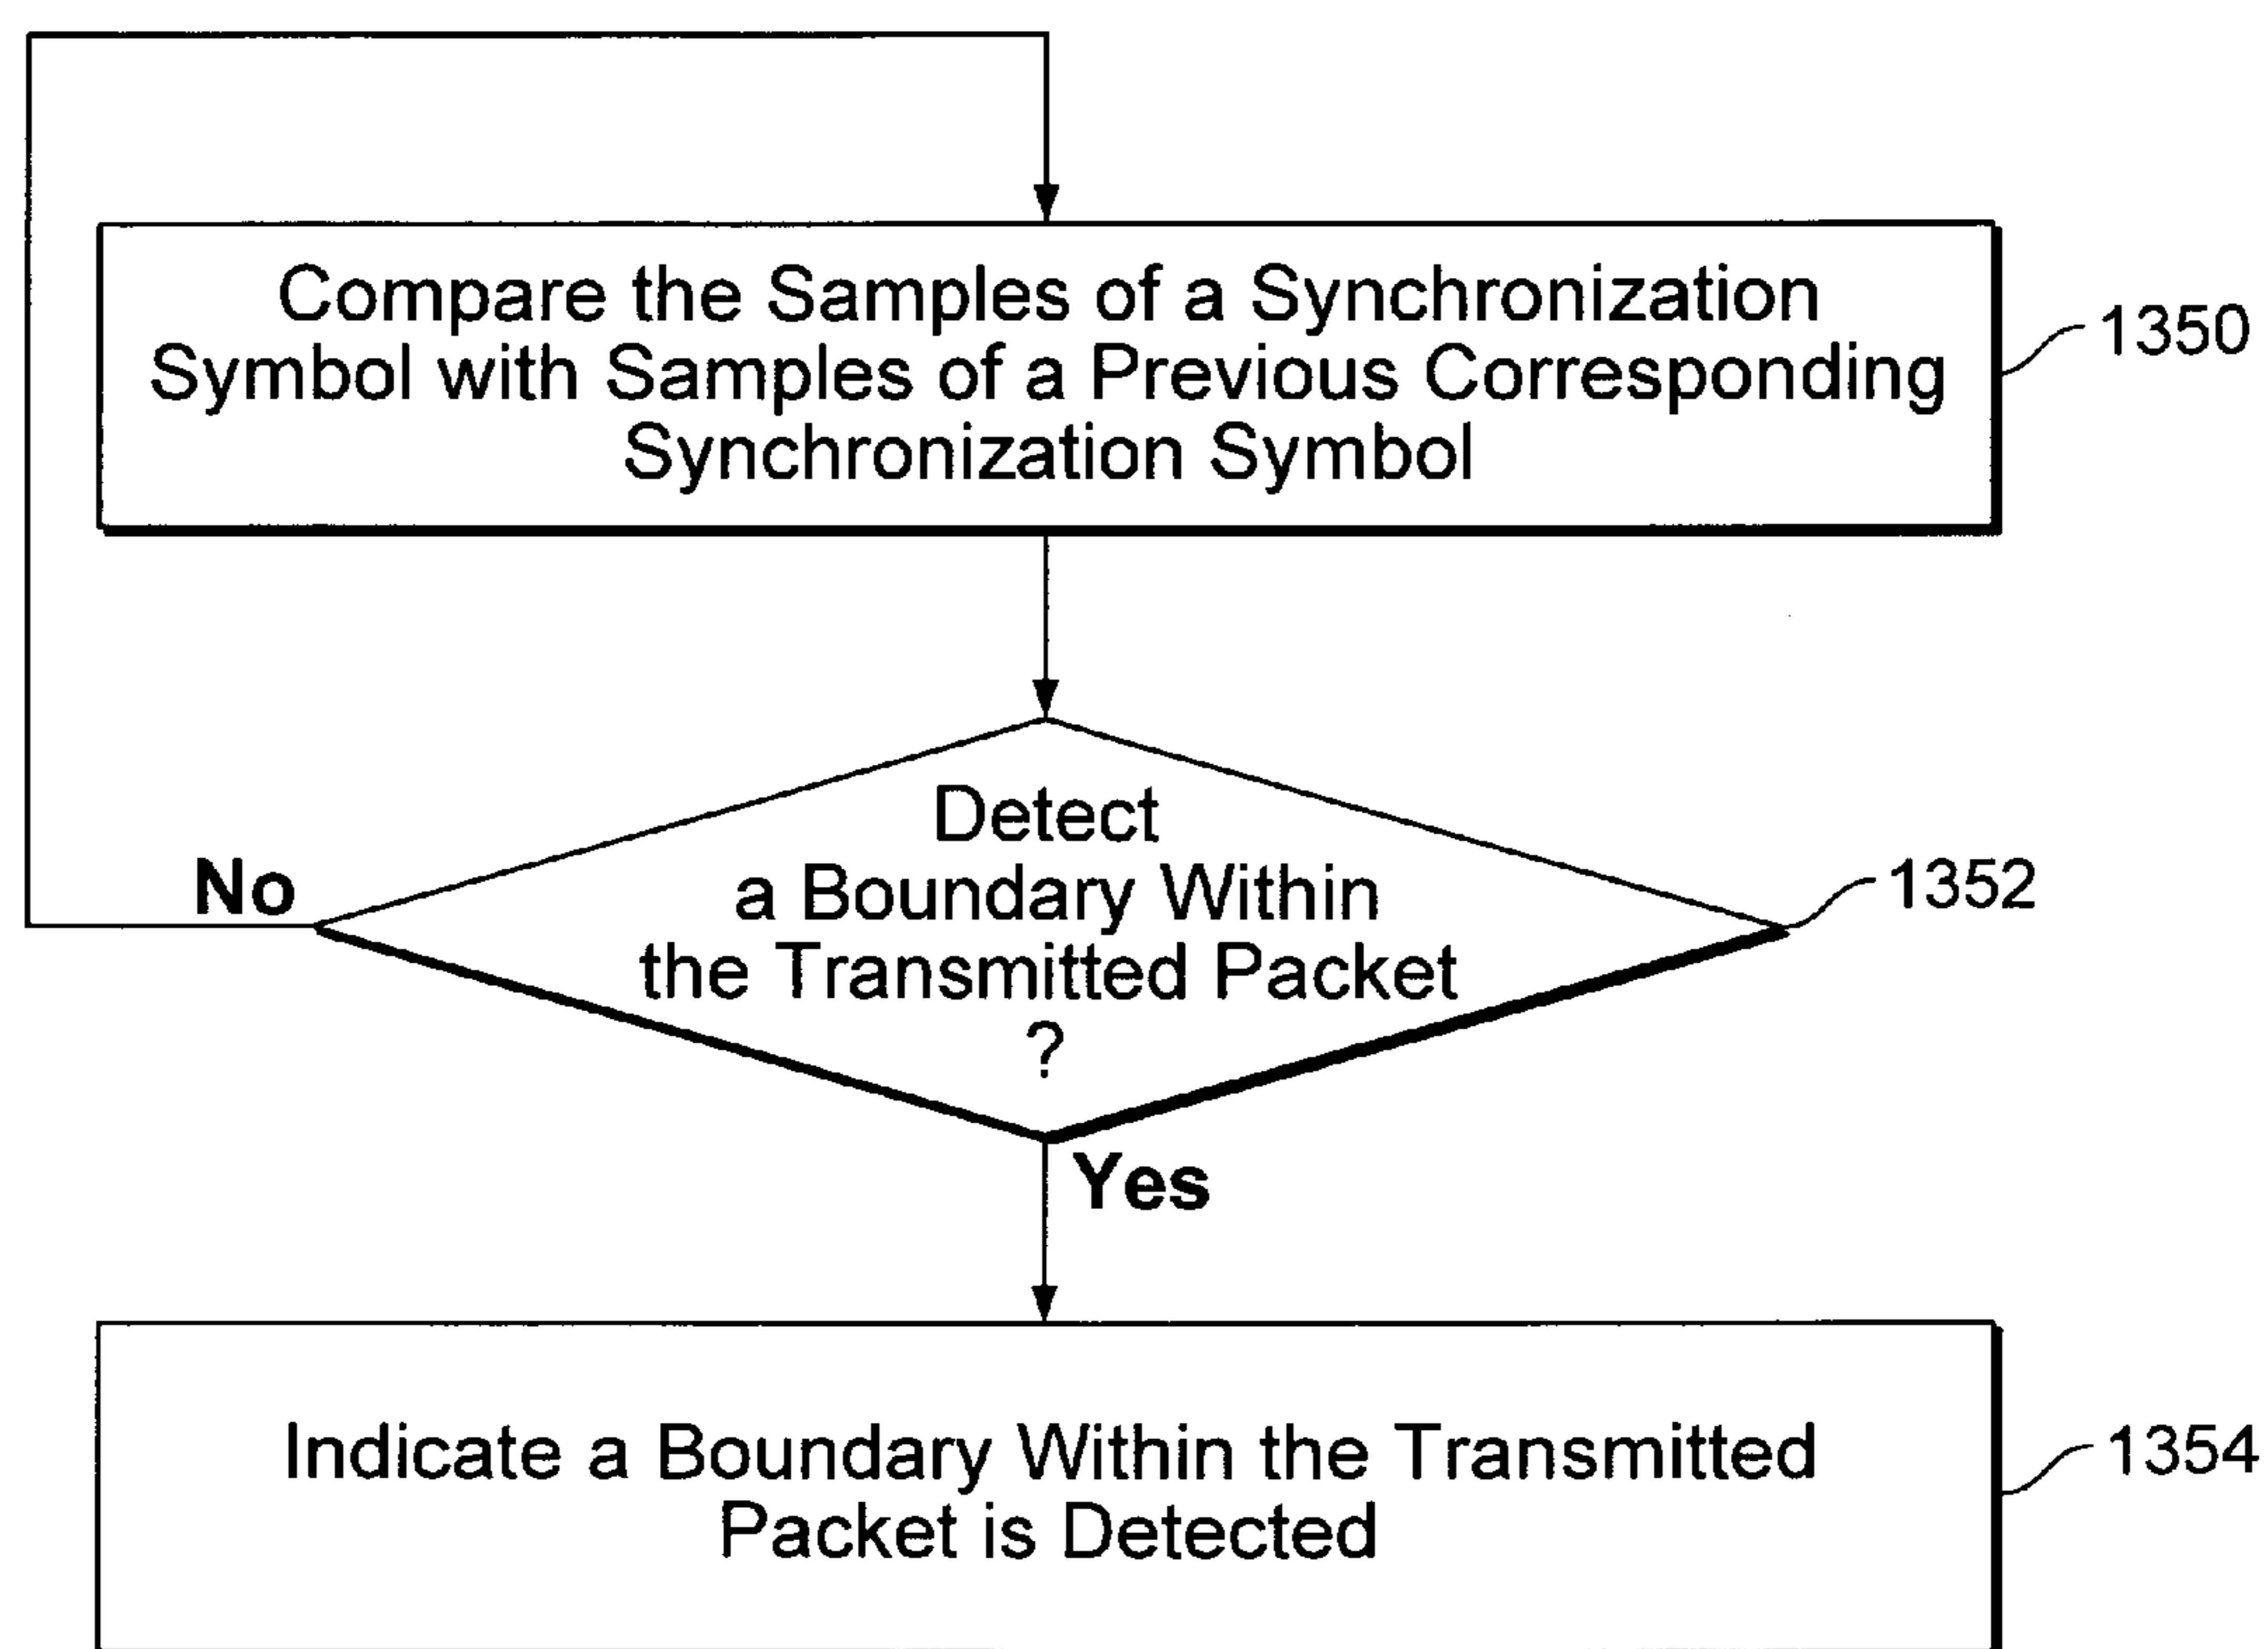 Compare the Samples of a Synchronization
Symbol with Samples of a Previous Corresponding
Synchronization Symbol
1350
Detect
a Boundary Within
the Transmitted Packet
?
1352
No
Yes
Indicate a Boundary Within the Transmitted
Packet is Detected
1354